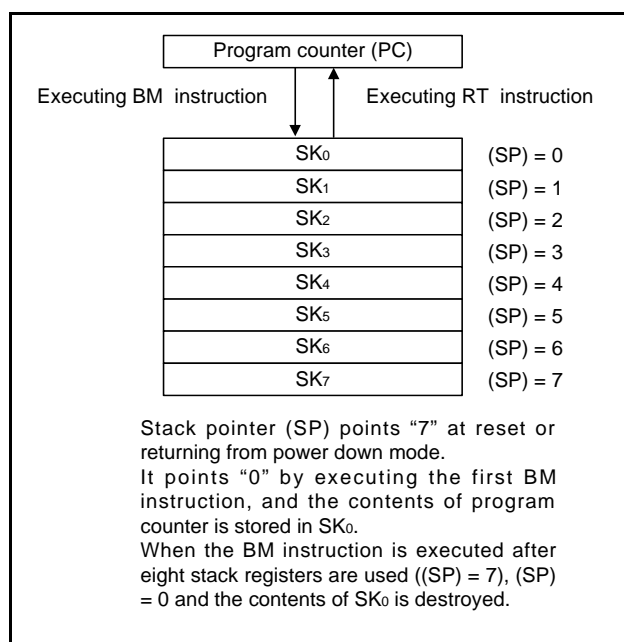 Program counter (PC)
Executing BM instruction
Executing RT instruction
SK0
(SP) = 0
SK1
(SP) = 1
SK2
(SP) = 2
SK3
(SP) = 3
SK4
(SP) = 4
SK5
(SP) = 5
SK6
(SP) = 6
SK7
(SP) = 7
Stack pointer (SP) points “7” at reset or
returning from power down mode.
It points “0” by executing the first BM
instruction, and the contents of program
counter is stored in SK0.
When the BM instruction is executed after
eight stack registers are used ((SP) = 7), (SP)
= 0 and the contents of SK0 is destroyed.